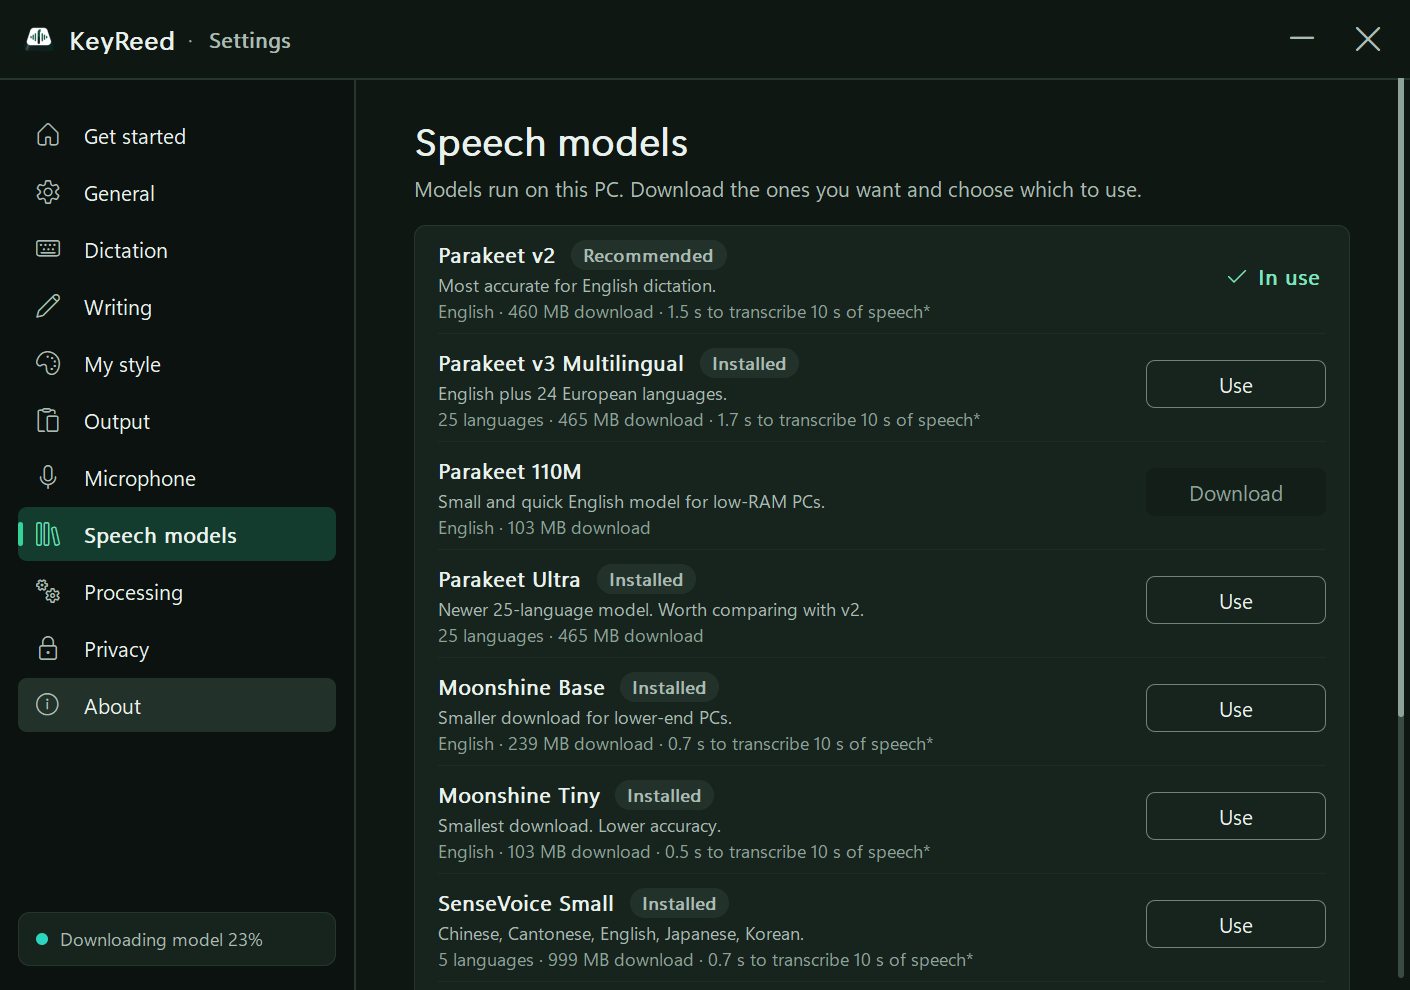 KeyReed · Settings
Get started
General
Dictation
Writing
My style
Output
Microphone
Speech models
Processing
Privacy
About
Downloading model 23%
Speech models
Models run on this PC. Download the ones you want and choose which to use.
Parakeet v2 Recommended
Most accurate for English dictation.
English · 460 MB download · 1.5 s to transcribe 10 s of speech*
In use
Parakeet v3 Multilingual Installed
English plus 24 European languages.
25 languages · 465 MB download · 1.7 s to transcribe 10 s of speech*
Use
Parakeet 110M
Small and quick English model for low-RAM PCs.
English · 103 MB download
Download
Parakeet Ultra Installed
Newer 25-language model. Worth comparing with v2.
25 languages · 465 MB download
Use
Moonshine Base Installed
Smaller download for lower-end PCs.
English · 239 MB download · 0.7 s to transcribe 10 s of speech*
Use
Moonshine Tiny Installed
Smallest download. Lower accuracy.
English · 103 MB download · 0.5 s to transcribe 10 s of speech*
Use
SenseVoice Small Installed
Chinese, Cantonese, English, Japanese, Korean.
5 languages · 999 MB download · 0.7 s to transcribe 10 s of speech*
Use